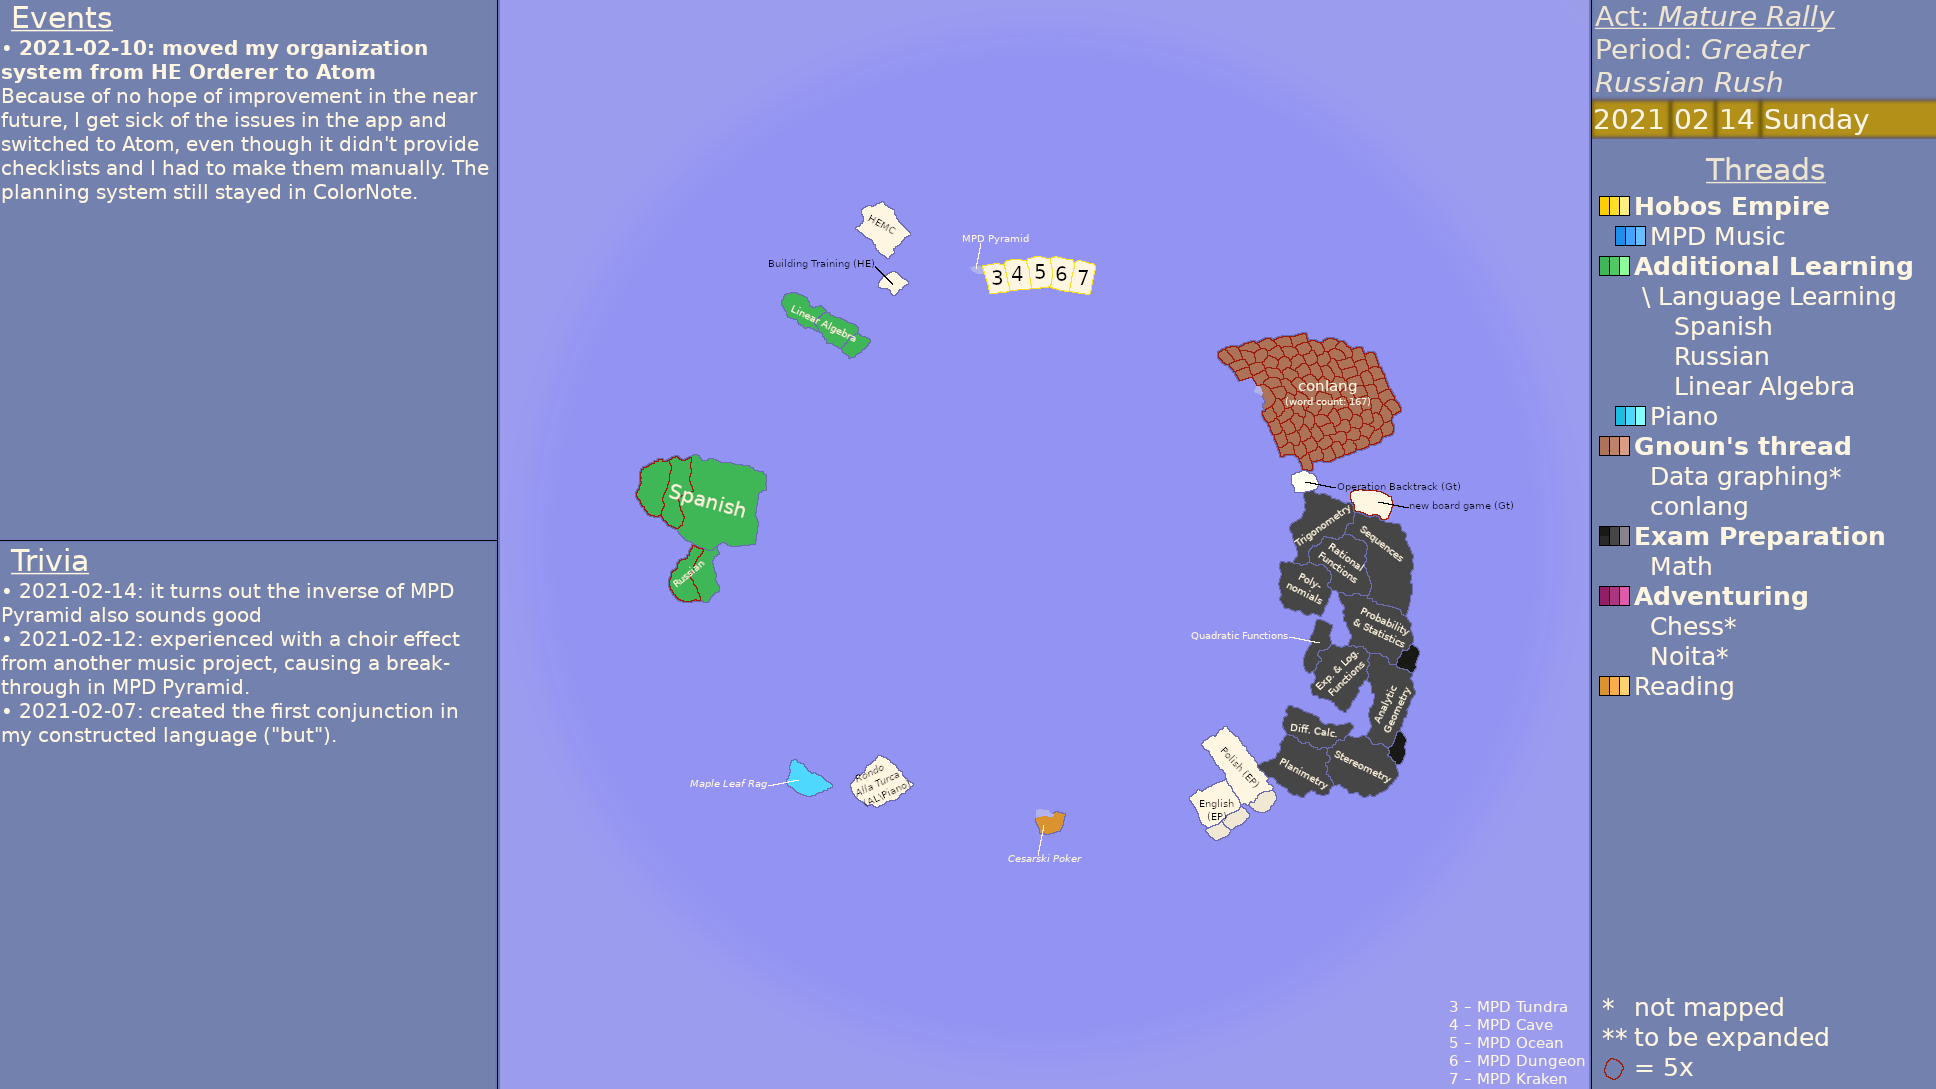 Events
• 2021-02-10: moved my organization
system from HE Orderer to Atom
Because of no hope of improvement in the near
future, I get sick of the issues in the app and
switched to Atom, even though it didn't provide
checklists and I had to make them manually. The
planning system still stayed in ColorNote.
Trivia
• 2021-02-14: it turns out the inverse of MPD
Pyramid also sounds good
• 2021-02-12: experienced with a choir effect
from another music project, causing a break-
through in MPD Pyramid.
• 2021-02-07: created the first conjunction in
my constructed language ("but").
HEMC
MPD Pyramid
Building Training (HE)
3 4 5 6 7
Linear Algebra
conlang
(word count: 167)
Spanish
Russian
Operation Backtrack (Gt)
new board game (Gt)
Trigonometry
Sequences
Rational
Functions
Poly-
nomials
Probability
& Statistics
Quadratic Functions
Exp. & Log.
Functions
Analytic
Geometry
Diff. Calc.
Planimetry
Stereometry
Polish (EP)
English
(EP)
Maple Leaf Rag
Rondo
Alla Turca
(AL\Piano)
Cesarski Poker
3 – MPD Tundra
4 – MPD Cave
5 – MPD Ocean
6 – MPD Dungeon
7 – MPD Kraken
Act: Mature Rally
Period: Greater
Russian Rush
2021 02 14 Sunday
Threads
Hobos Empire
MPD Music
Additional Learning
\ Language Learning
Spanish
Russian
Linear Algebra
Piano
Gnoun's thread
Data graphing*
conlang
Exam Preparation
Math
Adventuring
Chess*
Noita*
Reading
* not mapped
** to be expanded
= 5x